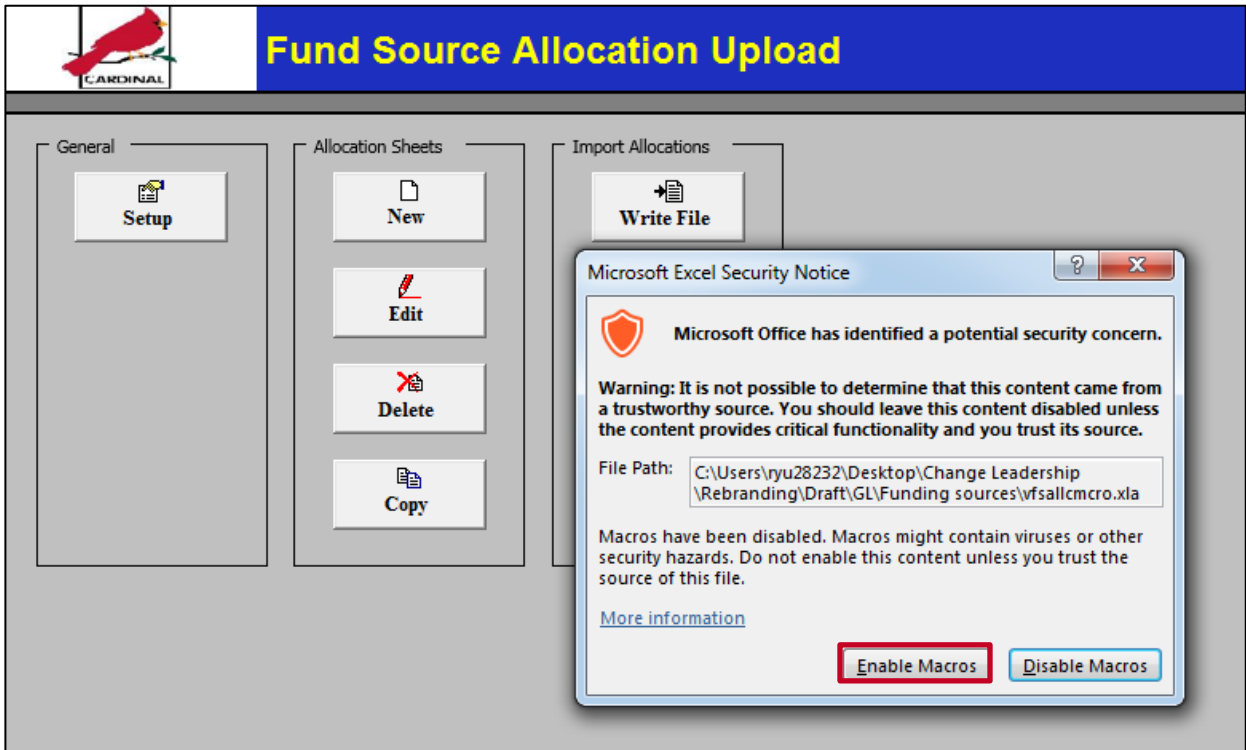 CARDINAL
Fund Source Allocation Upload
General
Setup
Allocation Sheets
New
Edit
Delete
Copy
Import Allocations
Write File
Microsoft Excel Security Notice
?
X
Microsoft Office has identified a potential security concern.
Warning: It is not possible to determine that this content came from
a trustworthy source. You should leave this content disabled unless
the content provides critical functionality and you trust its source.
File Path:
C:\Users\ryu28232\Desktop\Change Leadership
\Rebranding\Draft\GL\Funding sources\vfsallcmcro.xla
Macros have been disabled. Macros might contain viruses or other
security hazards. Do not enable this content unless you trust the
source of this file.
More information
Enable Macros
Disable Macros